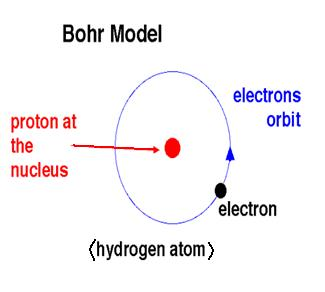 Bohr Model
electrons
orbit
proton at
the
nucleus
electron
(hydrogen atom)